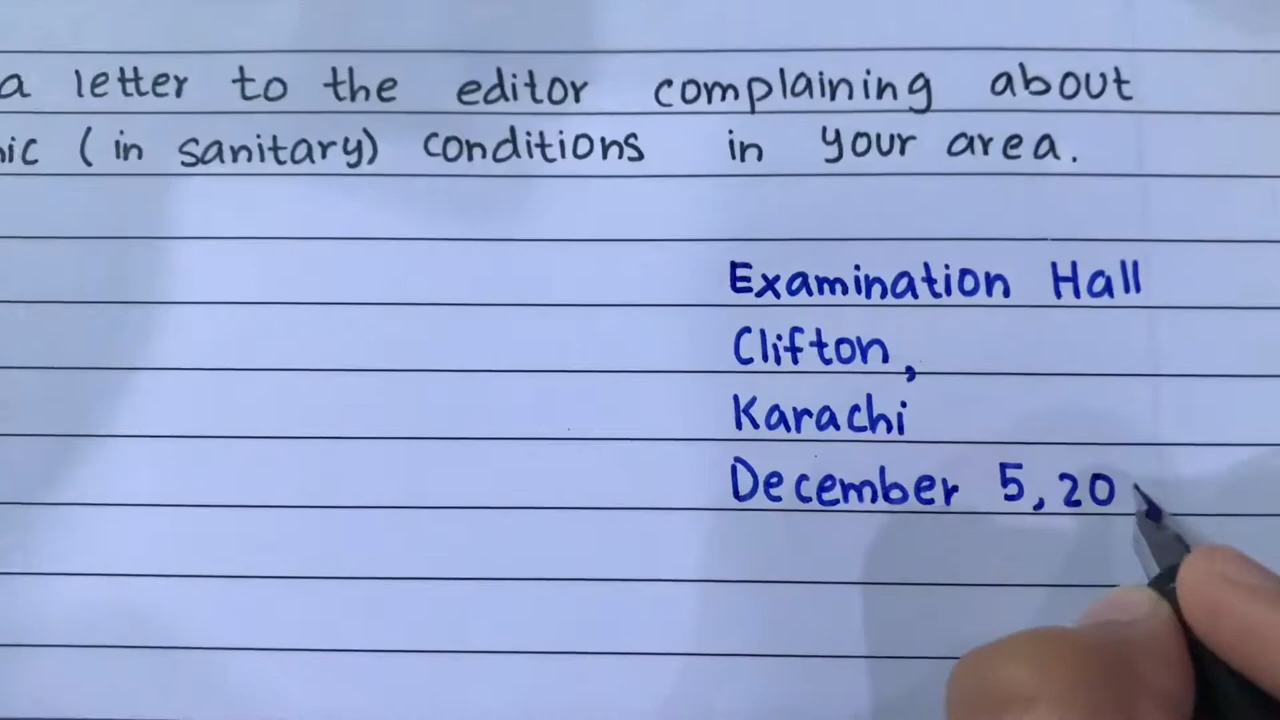 a letter to the editor complaining about
(in sanitary) conditions in your area.
Examination Hall
Clifton,
Karachi
December 5, 20